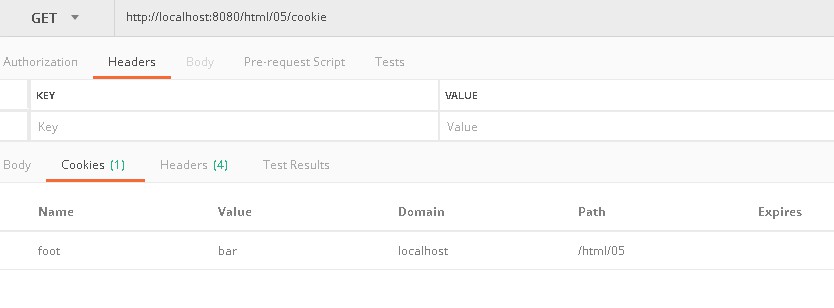 GET http://localhost:8080/html/05/cookie
Authorization Headers Body Pre-request Script Tests
KEY VALUE
Key Value
Body Cookies (1) Headers (4) Test Results
Name Value Domain Path Expires
foot bar localhost /html/05